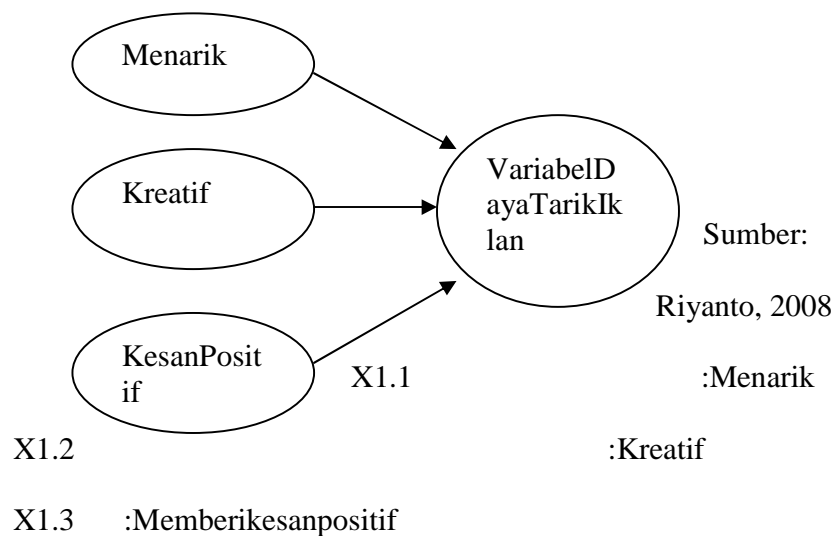 Menarik
Kreatif
VariabelD
ayaTarikIk
lan
Sumber:
Riyanto, 2008
KesanPosit
if
X1.1 :Menarik
X1.2 :Kreatif
X1.3 :Memberikesanpositif